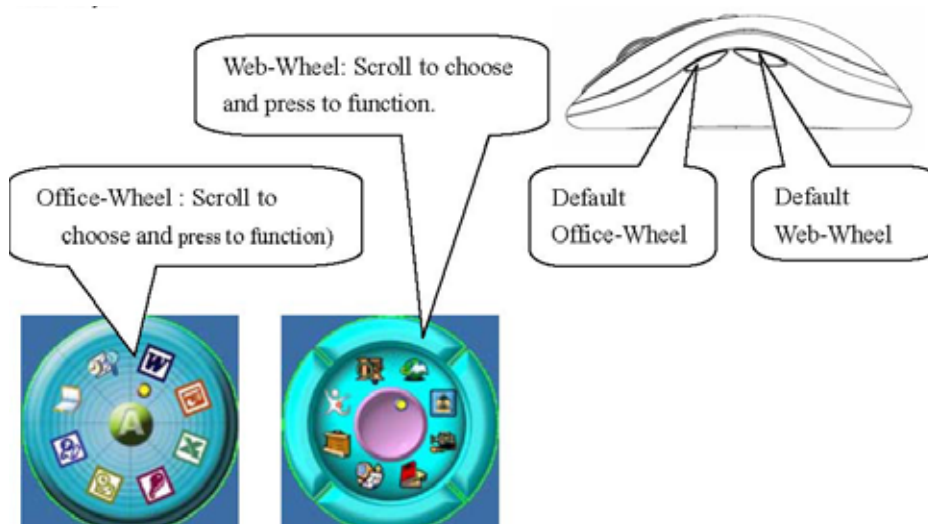 Web-Wheel: Scroll to choose
and press to function.
Office-Wheel : Scroll to
choose and press to function)
Default
Office-Wheel
Default
Web-Wheel
W
A